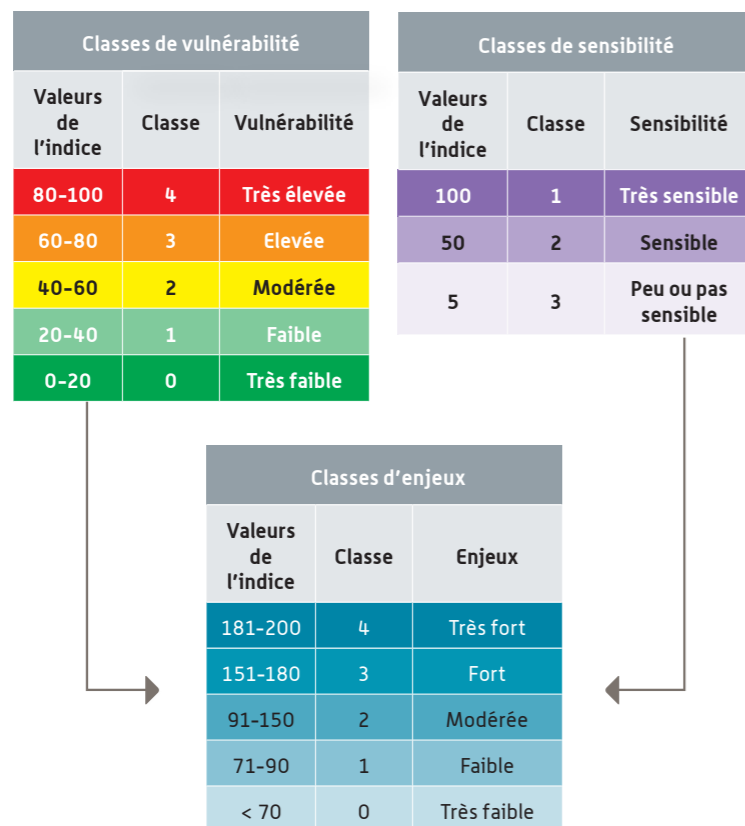 Classes de vulnérabilité
Valeurs
de
l'indice
Classe
Vulnérabilité
80-100 4 Très élevée
60-80 3 Elevée
40-60 2 Modérée
20-40 1 Faible
0-20 0 Très faible
Classes de sensibilité
Valeurs
de
l'indice
Classe
Sensibilité
100 1 Très sensible
50 2 Sensible
5 3 Peu ou pas
sensible
Classes d'enjeux
Valeurs
de
l'indice
Classe
Enjeux
181-200 4 Très fort
151-180 3 Fort
91-150 2 Modérée
71-90 1 Faible
< 70 0 Très faible